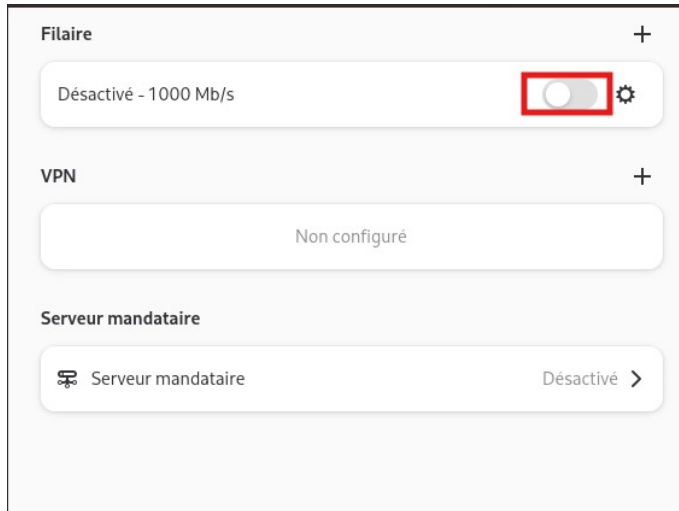 Filaire
Désactivé - 1000 Mb/s
VPN
Non configuré
Serveur mandataire
Serveur mandataire Désactivé